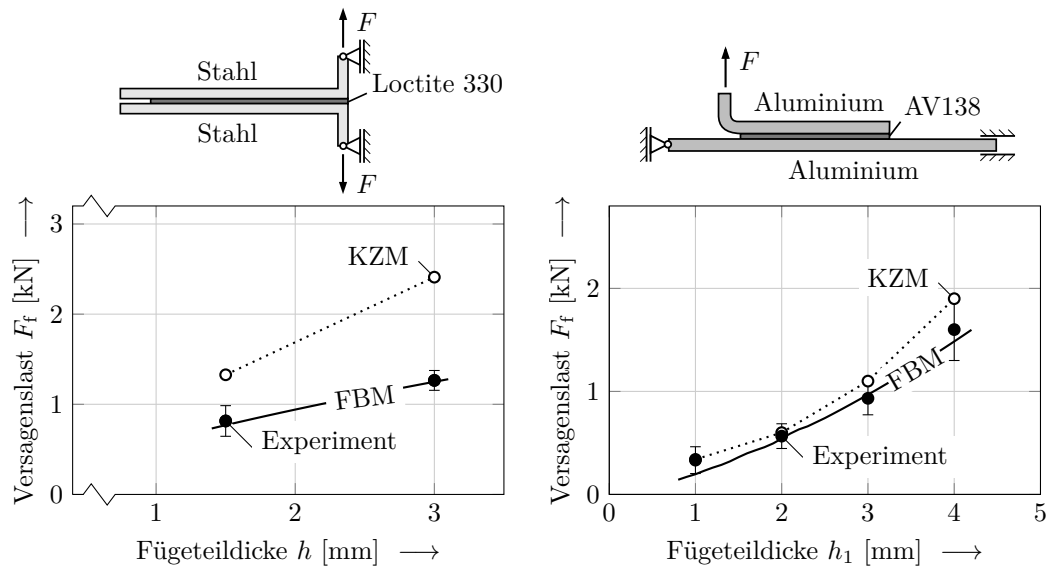 F
Stahl
Loctite 330
Stahl
F
Versagenslast Ff [kN]
3
2
1
0
KZM
FBM
Experiment
1 2 3
Fügeteildicke h [mm]
F
Aluminium
AV138
Aluminium
Versagenslast Ff [kN]
2
1
0
KZM
FBM
Experiment
0 1 2 3 4 5
Fügeteildicke h1 [mm]